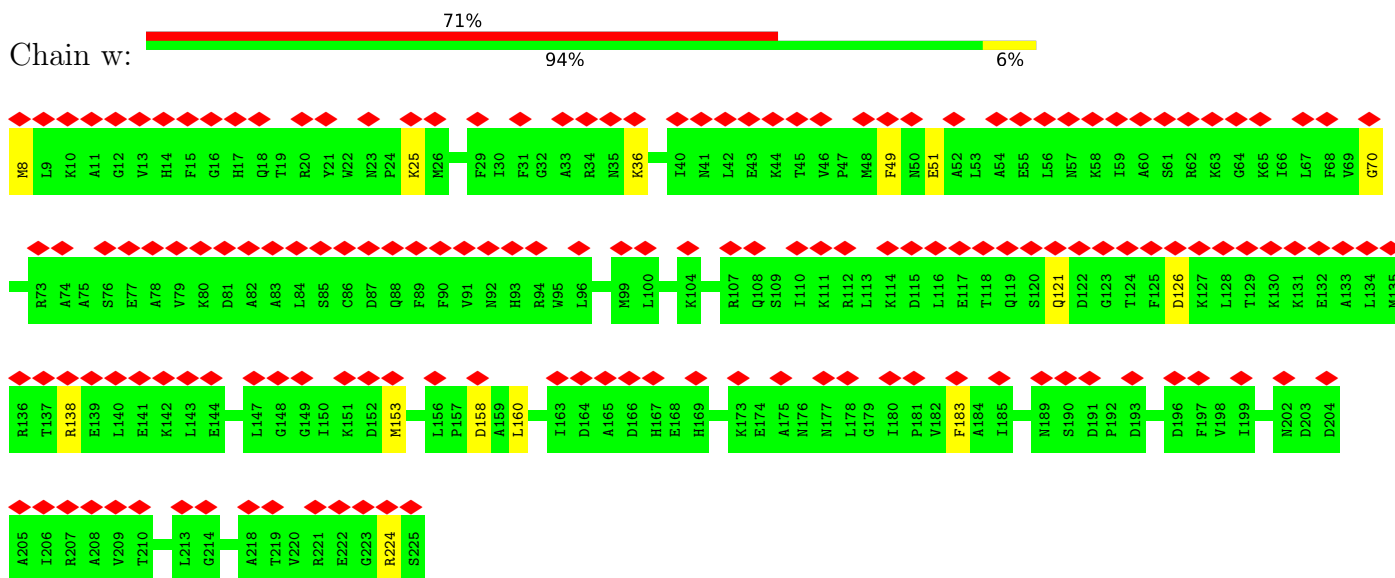 71%
Chain w:
94% 6%
M8 L9 K10 A11 G12 V13 H14 F15 G16 H17 Q18 T19 R20 Y21 W22 N23 P24 K25 M26 F29 I30 F31 G32 A33 R34 N35 K36 I40 N41 L42 E43 K44 T45 V46 P47 M48 F49 N50 E51 A52 L53 A54 E55 L56 N57 K58 I59 A60 S61 R62 K63 G64 K65 I66 L67 F68 V69 G70
R73 A74 A75 S76 E77 A78 V79 K80 D81 A82 A83 L84 S85 C86 D87 Q88 F89 F90 V91 N92 H93 R94 W95 L96 M99 L100 K104 R107 Q108 S109 I110 K111 R112 L113 K114 D115 L116 E117 T118 Q119 S120 Q121 D122 G123 T124 F125 D126 K127 L128 T129 K130 K131 E132 A133 L134 M135
R136 T137 R138 E139 L140 E141 K142 L143 E144 L147 G148 G149 I150 K151 D152 M153 L156 P157 D158 A159 L160 I163 D164 A165 D166 H167 E168 H169 K173 E174 A175 N176 N177 L178 G179 I180 P181 V182 F183 A184 I185 N189 S190 D191 P192 D193 D196 F197 V198 I199 N202 D203 D204
A205 I206 R207 A208 V209 T210 L213 G214 A218 T219 V220 R221 E222 G223 R224 S225